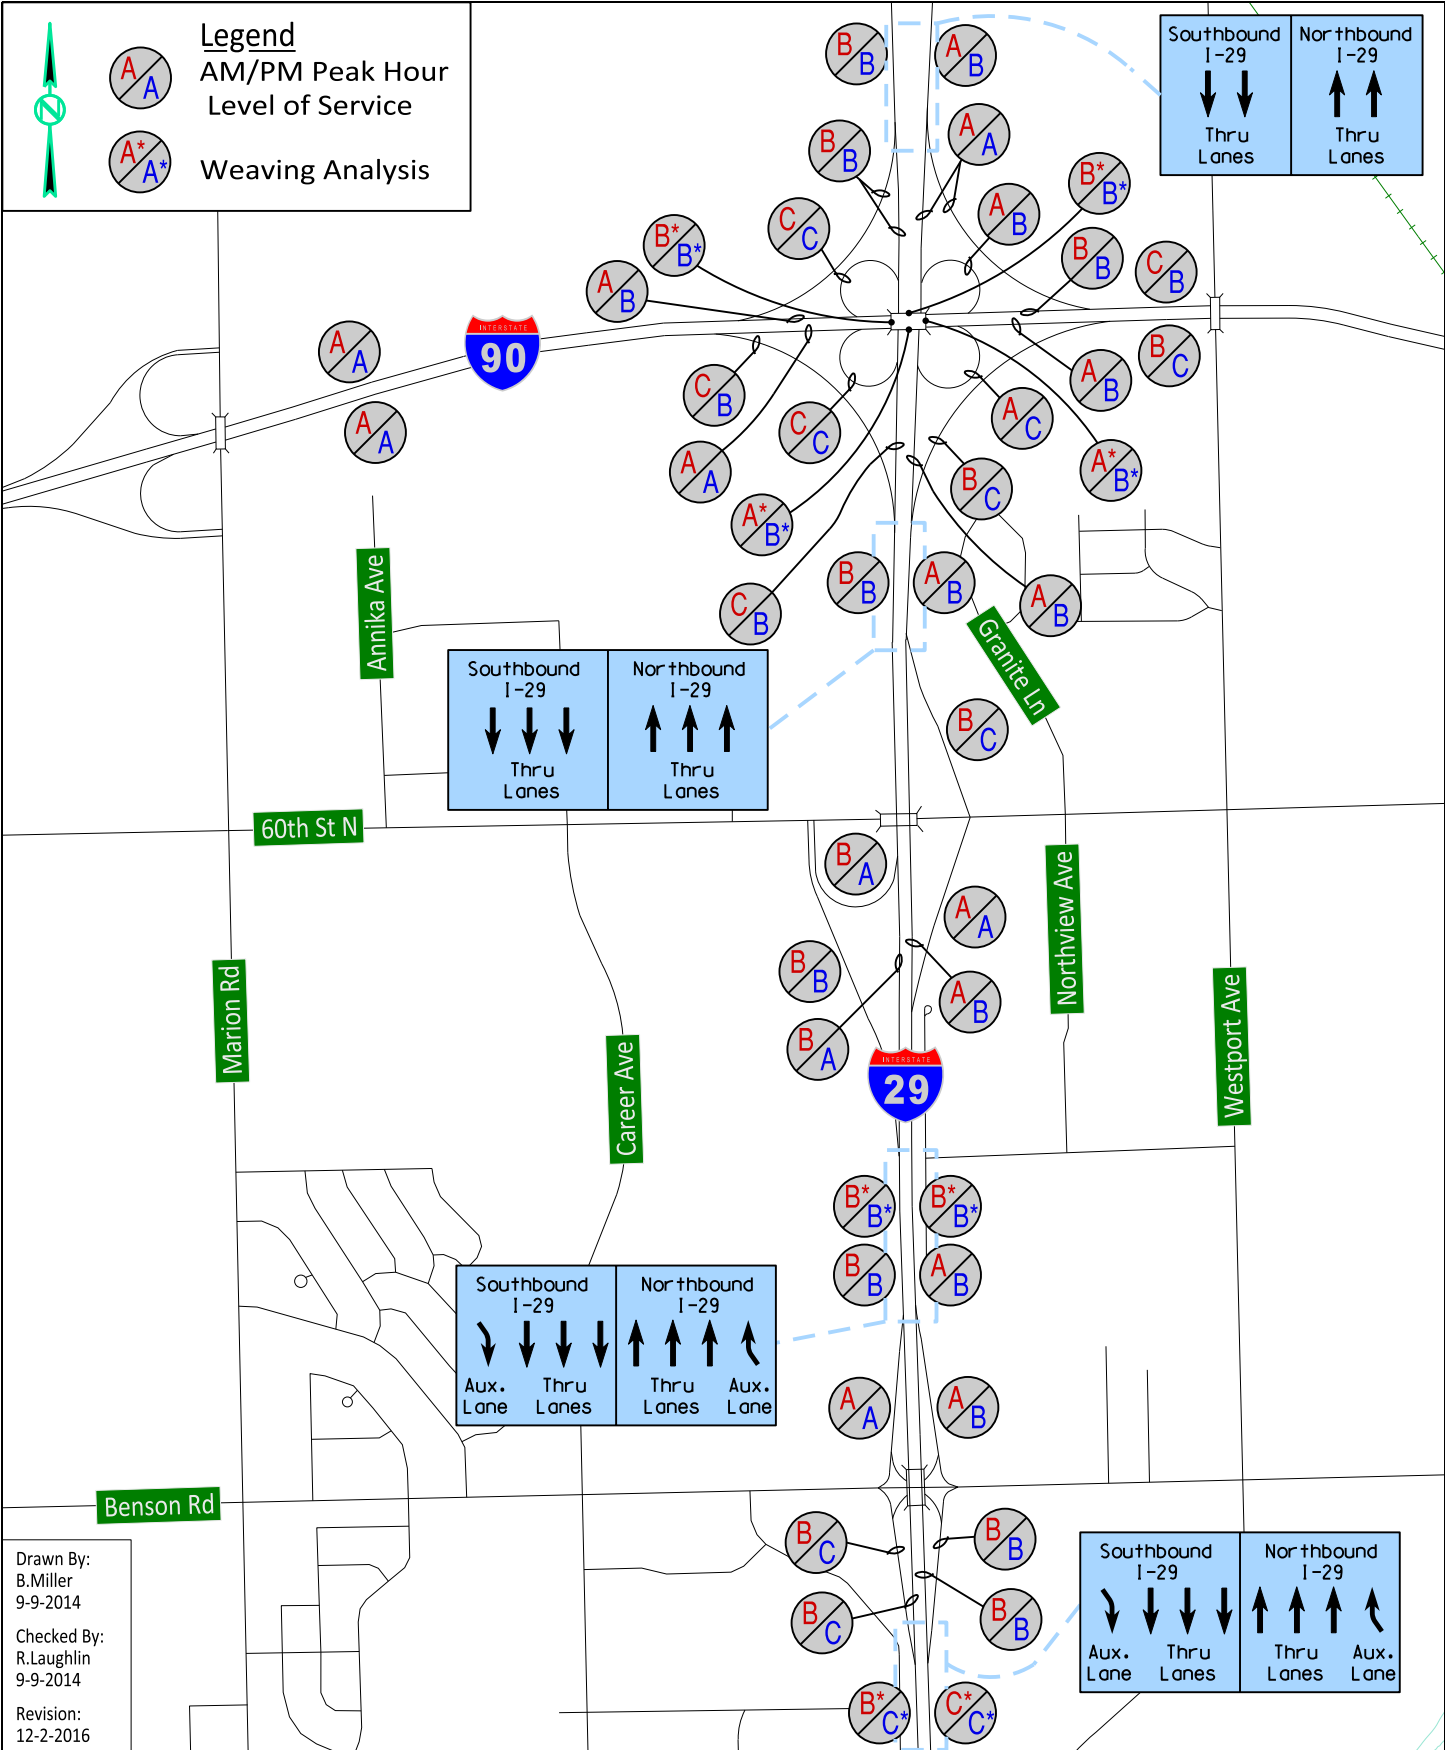 Legend
A A
AM/PM Peak Hour
Level of Service
A* A*
Weaving Analysis
N
B B
A B
Southbound
I-29
Thru
Lanes
Northbound
I-29
Thru
Lanes
B B
A A
B* B*
C C
A B
B* B*
B B
C B
A B
A A
INTERSTATE
90
B C
A B
C B
C C
A C
A A
A A
A* B*
B C
A* B*
B B
A B
A B
C B
Annika Ave
Granite Ln
Southbound
I-29
Thru
Lanes
Northbound
I-29
Thru
Lanes
B C
60th St N
B A
A A
Northview Ave
B B
A B
Marion Rd
Westport Ave
B A
Career Ave
INTERSTATE
29
B* B*
B* B*
B B
A B
Southbound
I-29
Aux.
Lane
Thru
Lanes
Northbound
I-29
Thru
Lanes
Aux.
Lane
A A
A B
Benson Rd
B C
B B
B C
B B
Southbound
I-29
Aux.
Lane
Thru
Lanes
Northbound
I-29
Thru
Lanes
Aux.
Lane
B* C*
C* C*
Drawn By:
B.Miller
9-9-2014
Checked By:
R.Laughlin
9-9-2014
Revision:
12-2-2016